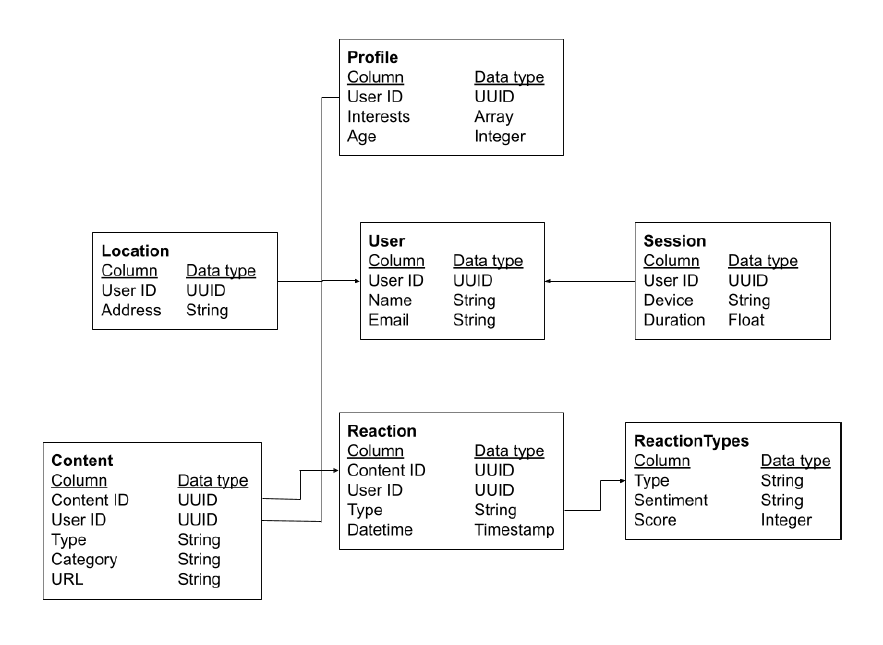 Profile
Column Data type
User ID UUID
Interests Array
Age Integer
Location
Column Data type
User ID UUID
Address String
User
Column Data type
User ID UUID
Name String
Email String
Session
Column Data type
User ID UUID
Device String
Duration Float
Content
Column Data type
Content ID UUID
User ID UUID
Type String
Category String
URL String
Reaction
Column Data type
Content ID UUID
User ID UUID
Type String
Datetime Timestamp
ReactionTypes
Column Data type
Type String
Sentiment String
Score Integer